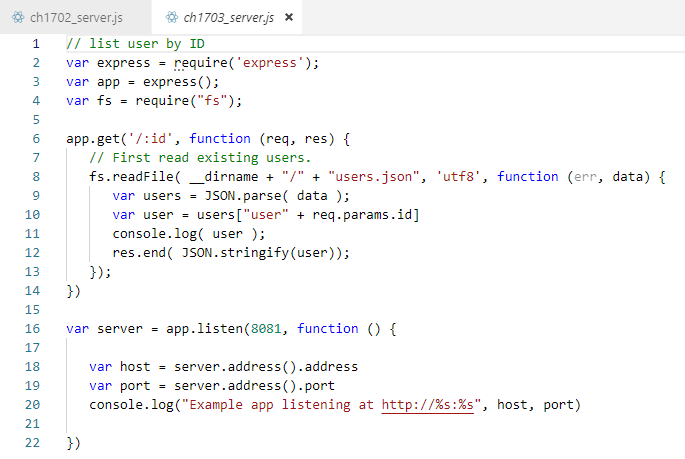 ch1702_server.js ch1703_server.js ×
1 // list user by ID
2 var express = require('express');
3 var app = express();
4 var fs = require("fs");
5
6 app.get('/:id', function (req, res) {
7 // First read existing users.
8 fs.readFile( __dirname + "/" + "users.json", 'utf8', function (err, data) {
9 var users = JSON.parse( data );
10 var user = users["user" + req.params.id]
11 console.log( user );
12 res.end( JSON.stringify(user));
13 });
14 })
15
16 var server = app.listen(8081, function () {
17
18 var host = server.address().address
19 var port = server.address().port
20 console.log("Example app listening at http://%s:%s", host, port)
21
22 })